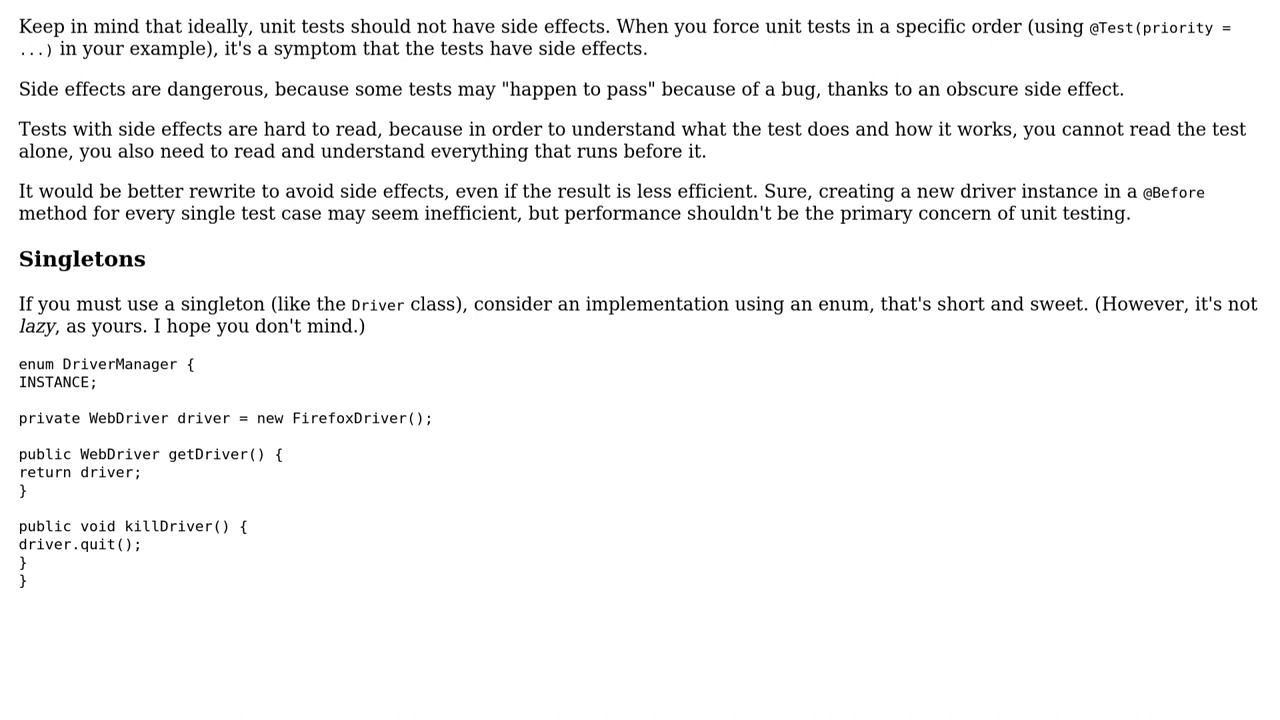 Keep in mind that ideally, unit tests should not have side effects. When you force unit tests in a specific order (using @Test(priority =
...) in your example), it's a symptom that the tests have side effects.
Side effects are dangerous, because some tests may "happen to pass" because of a bug, thanks to an obscure side effect.
Tests with side effects are hard to read, because in order to understand what the test does and how it works, you cannot read the test
alone, you also need to read and understand everything that runs before it.
It would be better rewrite to avoid side effects, even if the result is less efficient. Sure, creating a new driver instance in a @Before
method for every single test case may seem inefficient, but performance shouldn't be the primary concern of unit testing.
Singletons
If you must use a singleton (like the Driver class), consider an implementation using an enum, that's short and sweet. (However, it's not
lazy, as yours. I hope you don't mind.)
enum DriverManager {
INSTANCE;
private WebDriver driver = new FirefoxDriver();
public WebDriver getDriver() {
return driver;
}
public void killDriver() {
driver.quit();
}
}